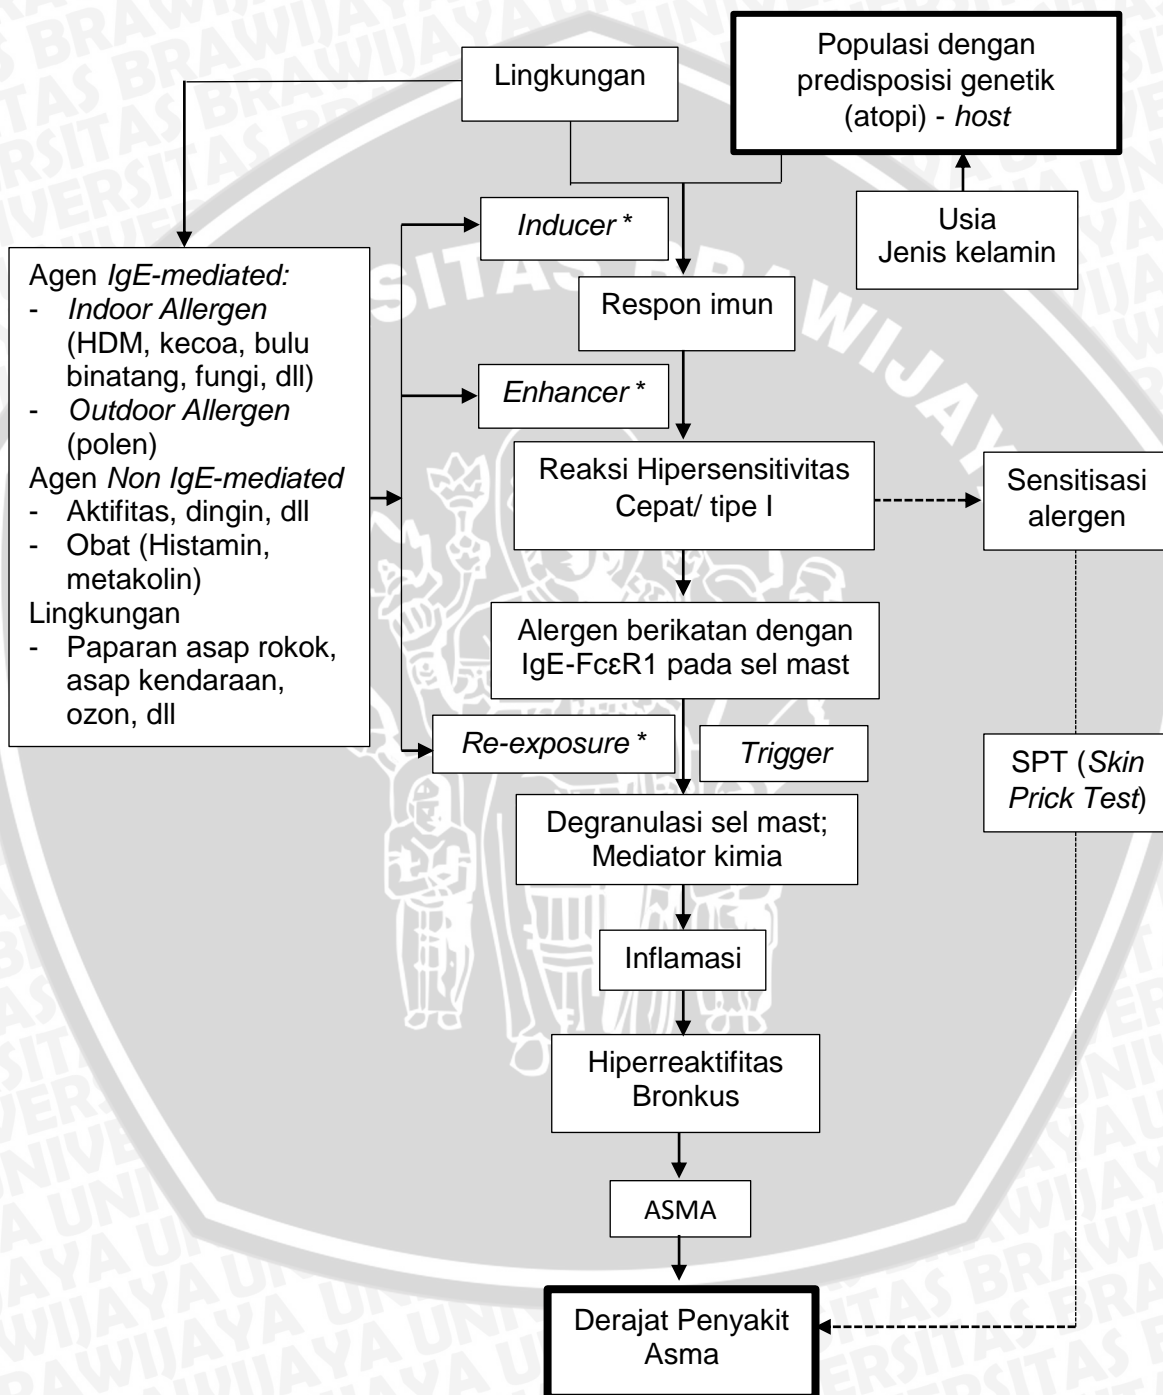 Lingkungan
Populasi dengan
predisposisi genetik
(atopi) - host
Usia
Jenis kelamin
Inducer *
Respon imun
Enhancer *
Agen IgE-mediated:
- Indoor Allergen
(HDM, kecoa, bulu
binatang, fungi, dll)
- Outdoor Allergen
(polen)
Agen Non IgE-mediated
- Aktifitas, dingin, dll
- Obat (Histamin,
metakolin)
Lingkungan
- Paparan asap rokok,
asap kendaraan,
ozon, dll
Reaksi Hipersensitivitas
Cepat/ tipe I
Sensitisasi
alergen
Alergen berikatan dengan
IgE-FcεR1 pada sel mast
Re-exposure *
Trigger
SPT (Skin
Prick Test)
Degranulasi sel mast;
Mediator kimia
Inflamasi
Hiperreaktifitas
Bronkus
ASMA
Derajat Penyakit
Asma